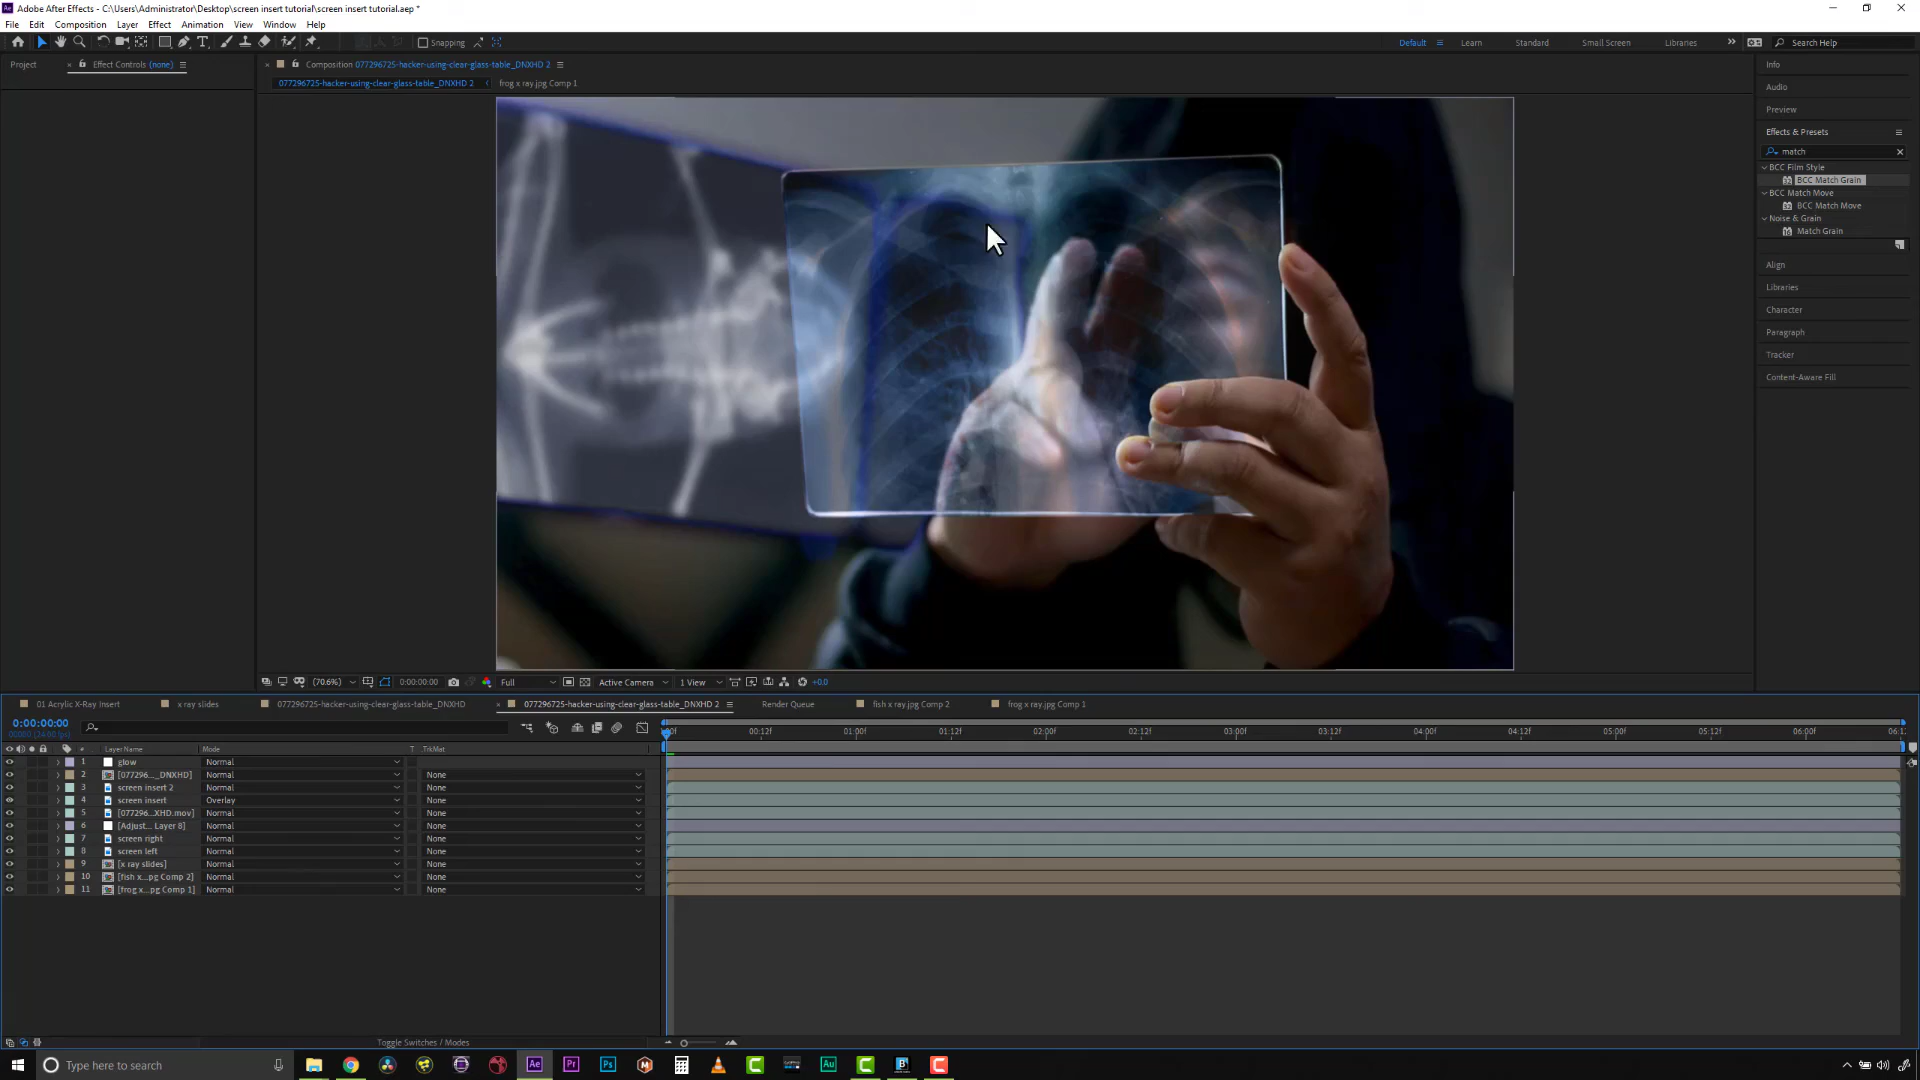 Adobe After Effects - C:\Users\Administrator\Desktop\screen insert tutorial\screen insert tutorial.aep *
File Edit Composition Layer Effect Animation View Window Help
Snapping
Default Learn Standard Small Screen Libraries Search Help
Project Effect Controls (none)
Composition 077296725-hacker-using-clear-glass-table_DNXHD 2
077296725-hacker-using-clear-glass-table_DNXHD 2 frog x ray.jpg Comp 1
Info
Audio
Preview
Effects & Presets
match
BCC Film Style
BCC Match Grain
BCC Match Move
BCC Match Move
Noise & Grain
Match Grain
Align
Libraries
Character
Paragraph
Tracker
Content-Aware Fill
(70.6%) 0:00:00:00 Full Active Camera 1 View +0.0
01 Acrylic X-Ray Insert x ray slides 077296725-hacker-using-clear-glass-table_DNXHD 077296725-hacker-using-clear-glass-table_DNXHD 2 Render Queue fish x ray.jpg Comp 2 frog x ray.jpg Comp 1
0:00:00:00
00:12f 01:00f 01:12f 02:00f 02:12f 03:00f 03:12f 04:00f 04:12f 05:00f 05:12f 06:00f
# Layer Name Mode T .TrkMat
1 glow Normal
2 [077296..._DNXHD] Normal None
3 screen insert 2 Normal None
4 screen insert Overlay None
5 [077296...XHD.mov] Normal None
6 [Adjust... Layer 8] Normal None
7 screen right Normal None
8 screen left Normal None
9 [x ray slides] Normal None
10 [fish x...pg Comp 2] Normal None
11 [frog x...pg Comp 1] Normal None
Toggle Switches / Modes
Type here to search